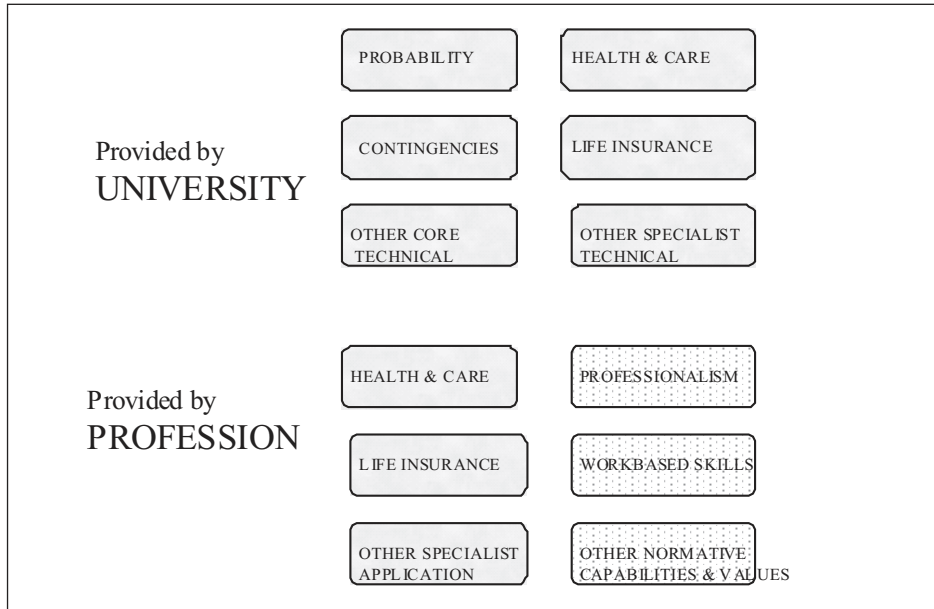 PROBABILITY
HEALTH & CARE
Provided by
UNIVERSITY
CONTINGENCIES
LIFE INSURANCE
OTHER CORE
TECHNICAL
OTHER SPECIALIST
TECHNICAL
Provided by
PROFESSION
HEALTH & CARE
PROFESSIONALISM
LIFE INSURANCE
WORKBASED SKILLS
OTHER SPECIALIST
APPLICATION
OTHER NORMATIVE
CAPABILITIES & VALUES